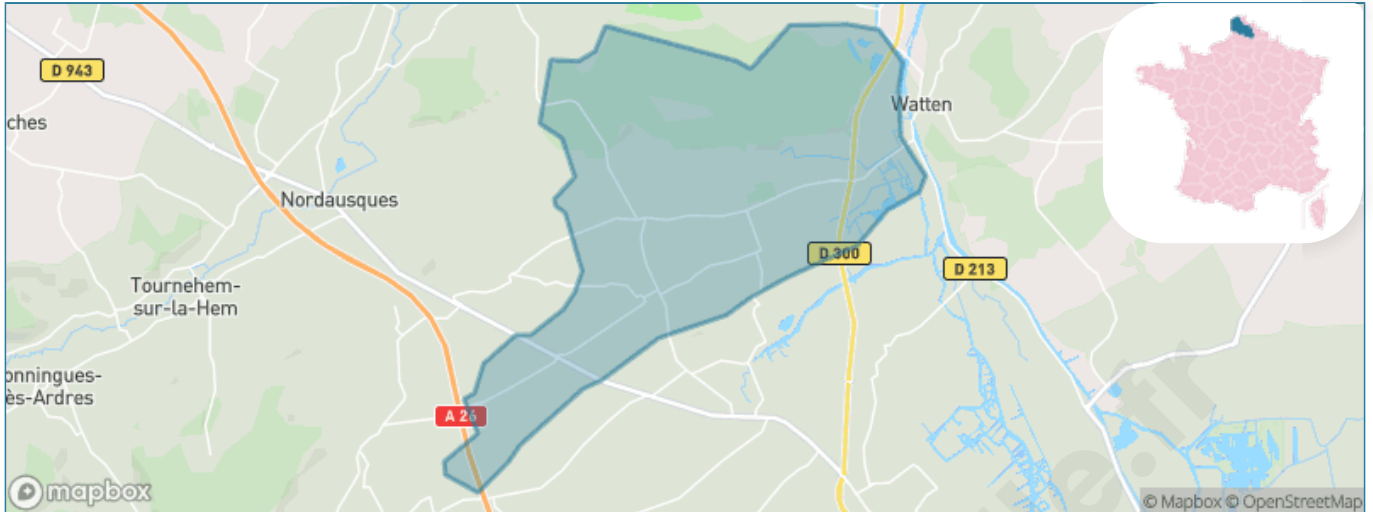 D 943
ches
Watten
Nordausques
D 300
D 213
Tournehem-
sur-la-Hem
onningues-
ès-Ardres
A 26
mapbox
© Mapbox © OpenStreetMap